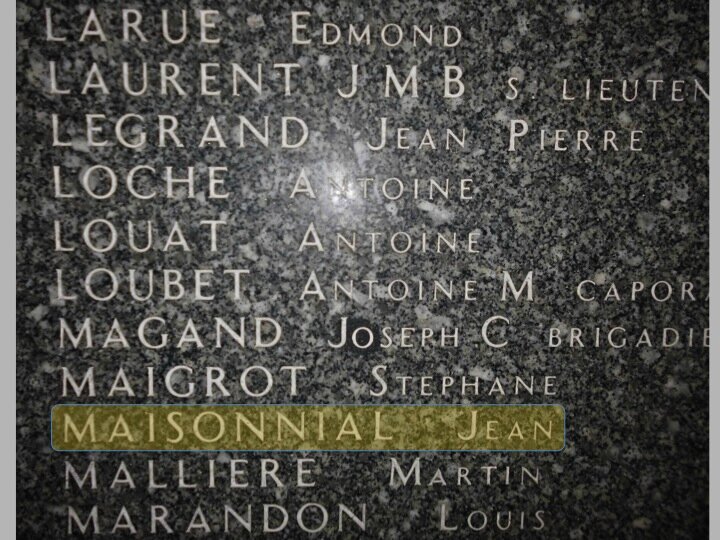 LARUE EDMOND
LAURENT J M B S. LIEUTEN
LEGRAND JEAN PIERRE
LOCHE ANTOINE
LOUAT ANTOINE
LOUBET ANTOINE M CAPORA
MAGAND JOSEPH C BRIGADIE
MAIGROT STEPHANE
MAISONNIAL JEAN
MALLIERE MARTIN
MARANDON LOUIS